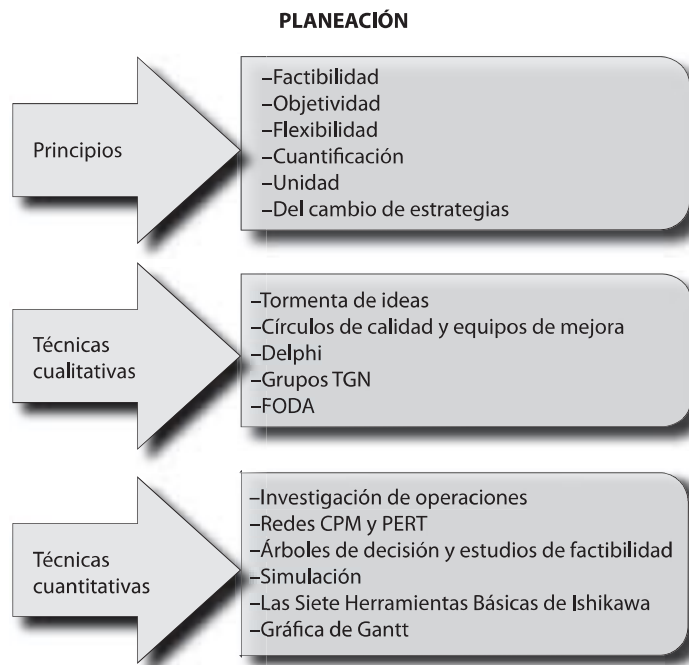 PLANEACIÓN
Principios
–Factibilidad
–Objetividad
–Flexibilidad
–Cuantificación
–Unidad
–Del cambio de estrategias
Técnicas
cualitativas
–Tormenta de ideas
–Círculos de calidad y equipos de mejora
–Delphi
–Grupos TGN
–FODA
Técnicas
cuantitativas
–Investigación de operaciones
–Redes CPM y PERT
–Árboles de decisión y estudios de factibilidad
–Simulación
–Las Siete Herramientas Básicas de Ishikawa
–Gráfica de Gantt